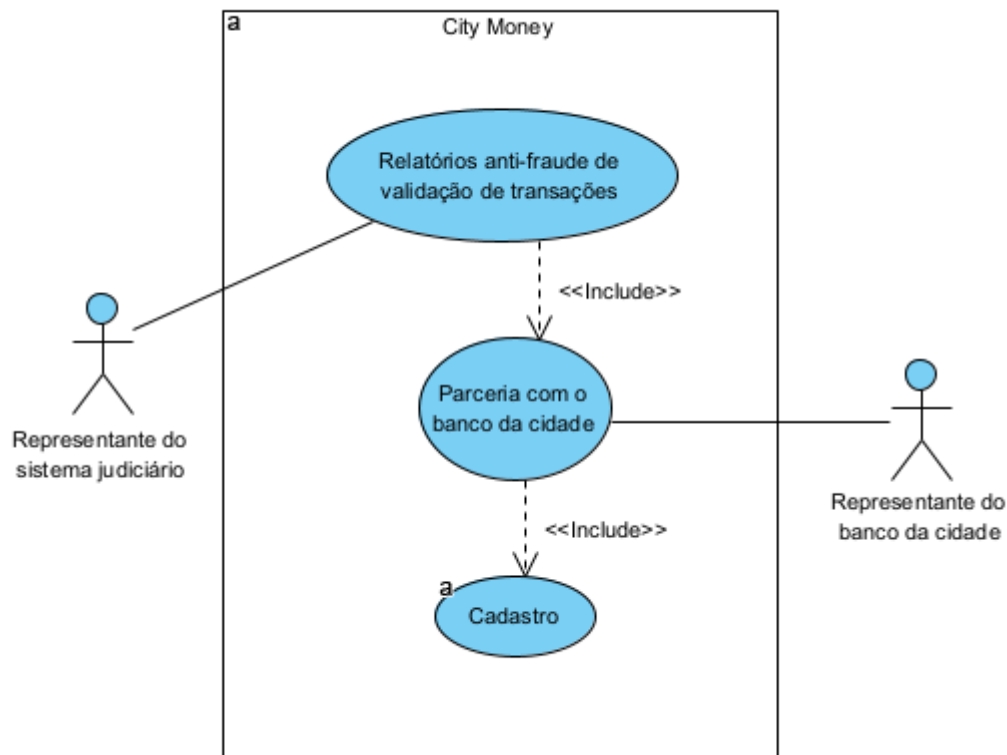 a
City Money
Relatórios anti-fraude de
validação de transações
<<Include>>
Representante do
sistema judiciário
Parceria com o
banco da cidade
Representante do
banco da cidade
<<Include>>
a
Cadastro